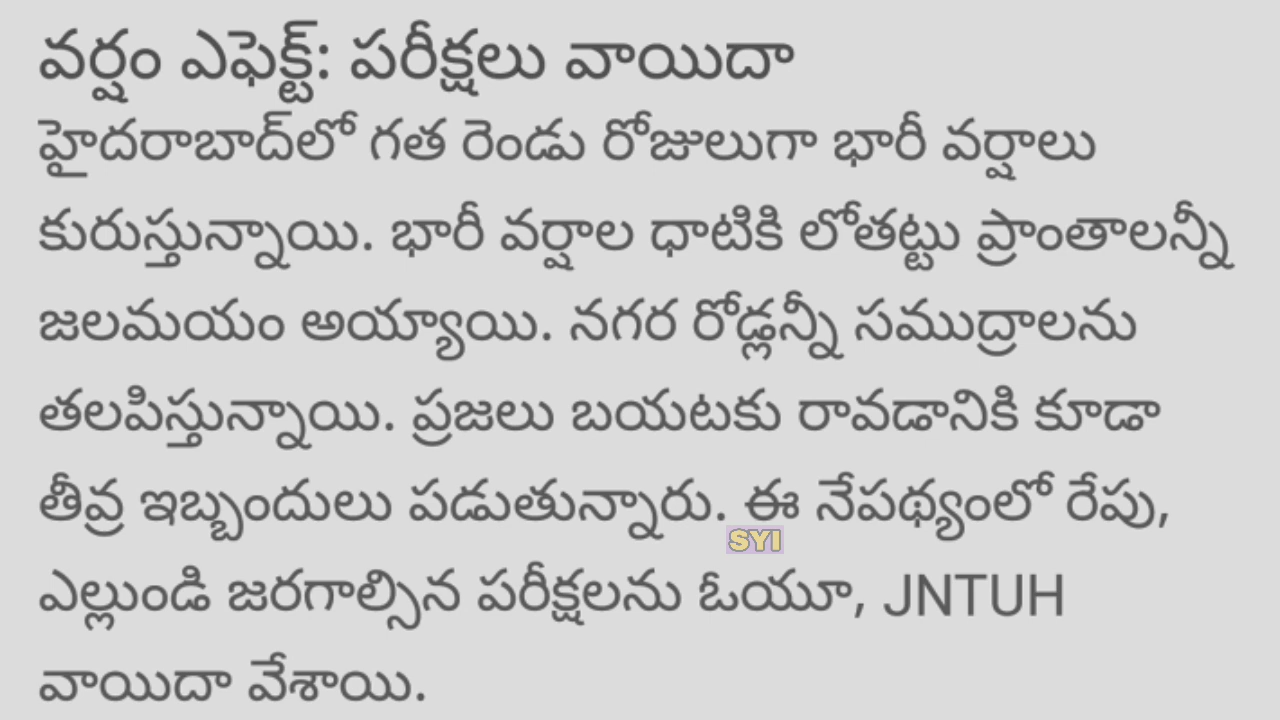 వర్షం ఎఫెక్ట్: పరీక్షలు వాయిదా
హైదరాబాద్‌లో గత రెండు రోజులుగా భారీ వర్షాలు
కురుస్తున్నాయి. భారీ వర్షాల ధాటికి లోతట్టు ప్రాంతాలన్నీ
జలమయం అయ్యాయి. నగర రోడ్లన్నీ సముద్రాలను
తలపిస్తున్నాయి. ప్రజలు బయటకు రావడానికి కూడా
తీవ్ర ఇబ్బందులు పడుతున్నారు. ఈ నేపథ్యంలో రేపు,
SYI
ఎల్లుండి జరగాల్సిన పరీక్షలను ఓయూ, JNTUH
వాయిదా వేశాయి.